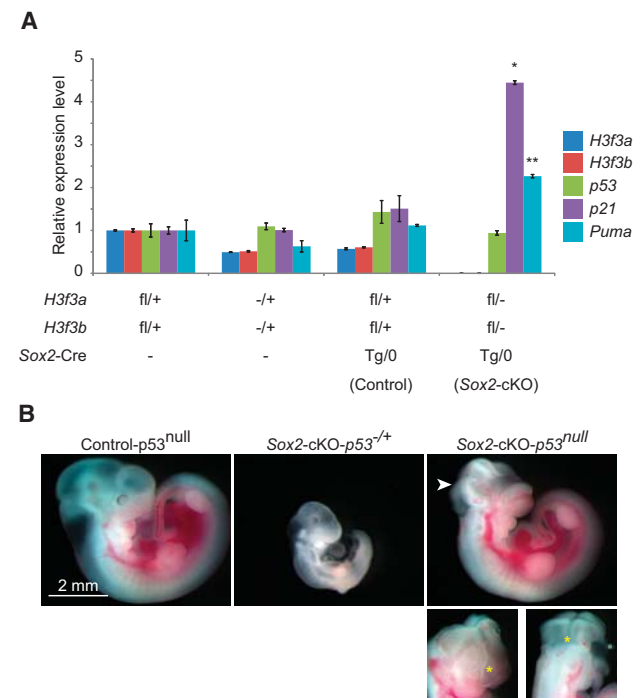 A
Relative expression level
5
4
3
2
1
0
*
**
H3f3a
H3f3b
p53
p21
Puma
H3f3a fl/+ -/+ fl/+ fl/-
H3f3b fl/+ -/+ fl/+ fl/-
Sox2-Cre - - Tg/0 Tg/0
(Control) (Sox2-cKO)
B
Control-p53null Sox2-cKO-p53-/+ Sox2-cKO-p53null
2 mm
* *